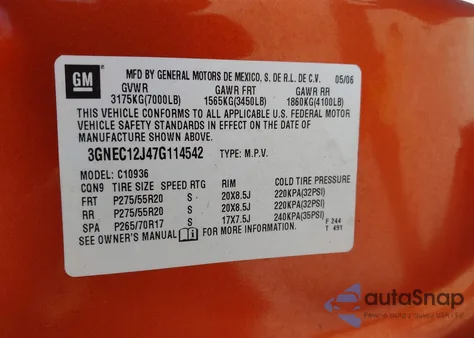 GM
MFD BY GENERAL MOTORS DE MEXICO, S. DE R.L. DE C.V. 05/06
GVWR GAWR FRT GAWR RR
3175KG(7000LB) 1565KG(3450LB) 1860KG(4100LB)
THIS VEHICLE CONFORMS TO ALL APPLICABLE U.S. FEDERAL MOTOR
VEHICLE SAFETY STANDARDS IN EFFECT ON THE DATE OF
MANUFACTURE SHOWN ABOVE.
3GNEC12J47G114542 TYPE: M.P.V.
MODEL: C10936
CQN9 TIRE SIZE SPEED RTG RIM COLD TIRE PRESSURE
FRT P275/55R20 S 20X8.5J 220KPA(32PSI)
RR P275/55R20 S 20X8.5J 220KPA(32PSI)
SPA P265/70R17 S 17X7.5J 240KPA(35PSI)
SEE OWNER'S MANUAL FOR MORE INFORMATION. F 244
T 491
autoSnap